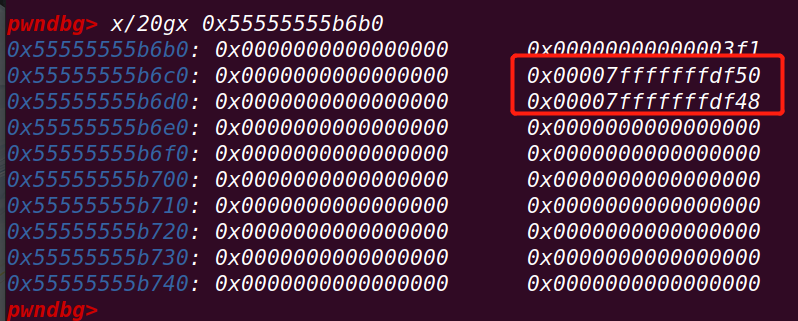 pwndbg> x/20gx 0x55555555b6b0
0x55555555b6b0: 0x0000000000000000 0x00000000000003f1
0x55555555b6c0: 0x0000000000000000 0x00007fffffffdf50
0x55555555b6d0: 0x0000000000000000 0x00007fffffffdf48
0x55555555b6e0: 0x0000000000000000 0x0000000000000000
0x55555555b6f0: 0x0000000000000000 0x0000000000000000
0x55555555b700: 0x0000000000000000 0x0000000000000000
0x55555555b710: 0x0000000000000000 0x0000000000000000
0x55555555b720: 0x0000000000000000 0x0000000000000000
0x55555555b730: 0x0000000000000000 0x0000000000000000
0x55555555b740: 0x0000000000000000 0x0000000000000000
pwndbg>